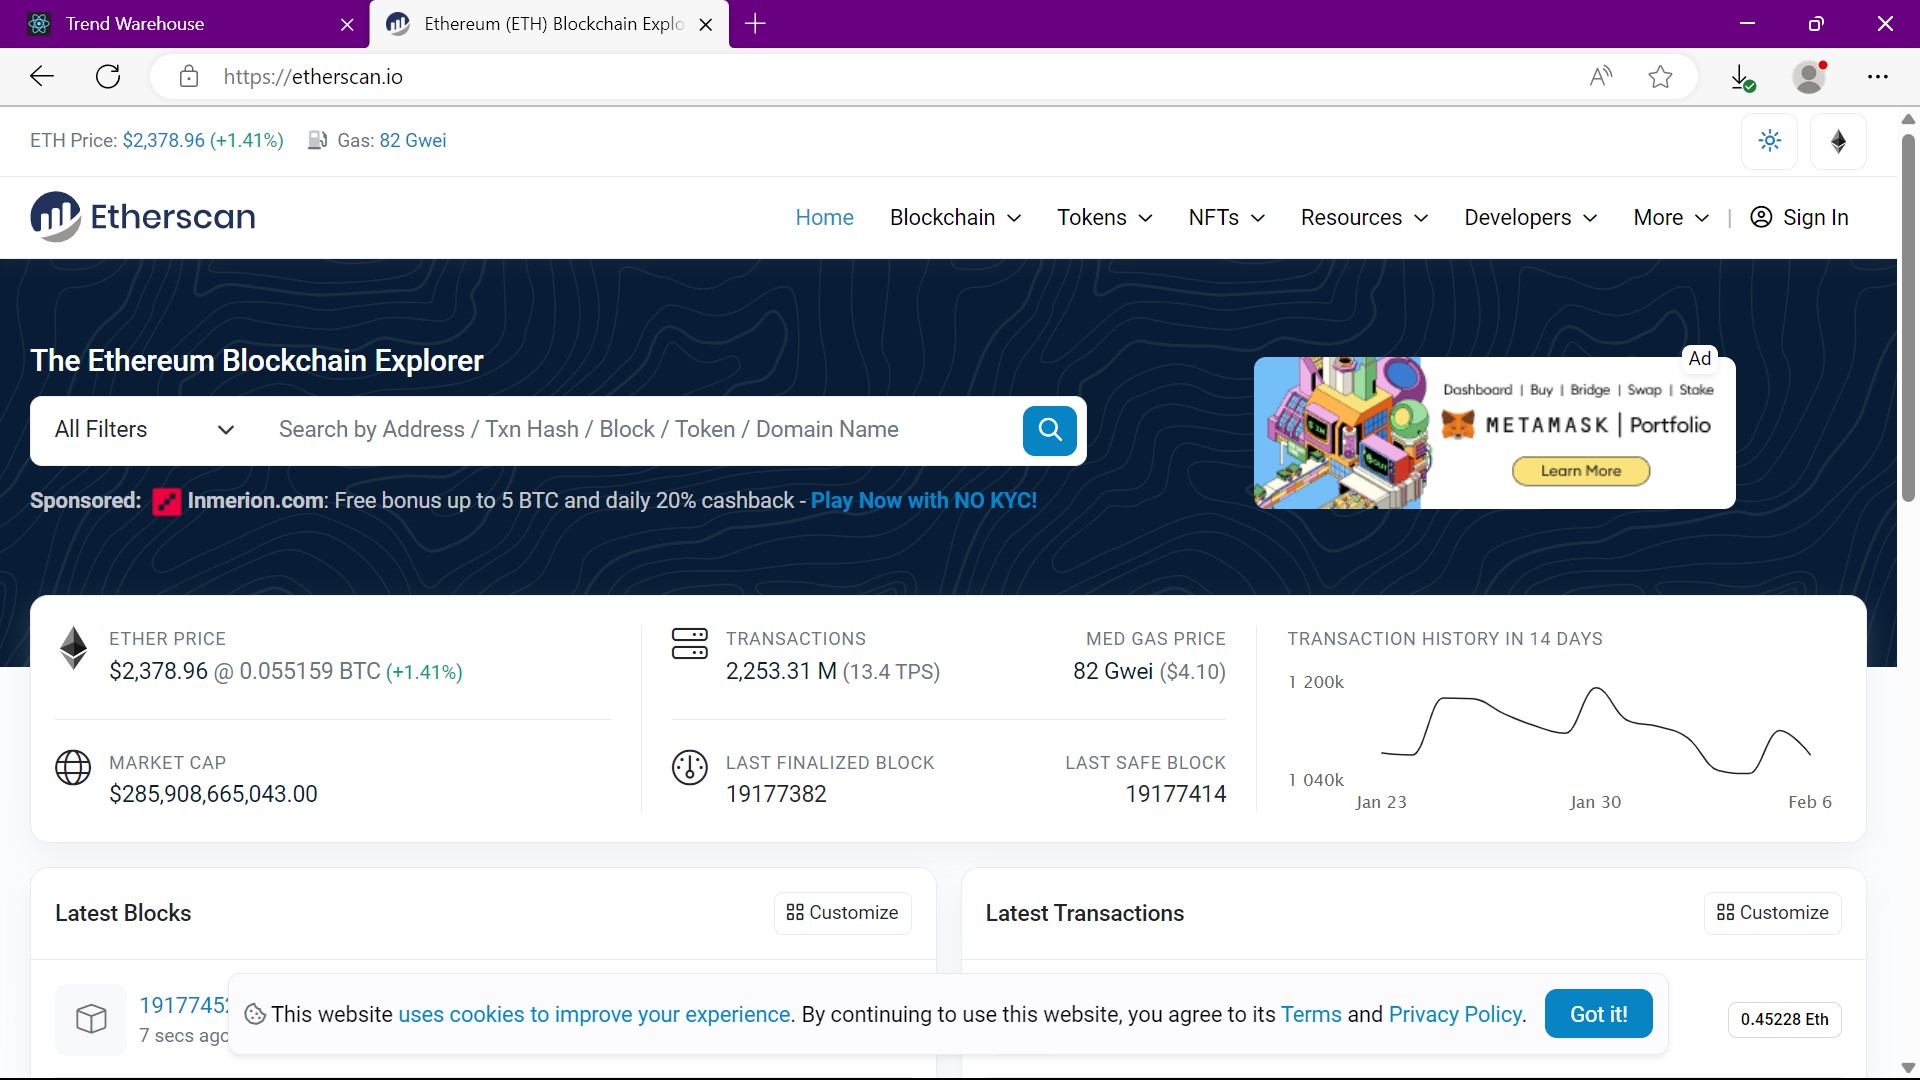 Trend Warehouse
Ethereum (ETH) Blockchain Explo
https://etherscan.io
ETH Price: $2,378.96 (+1.41%) Gas: 82 Gwei
Etherscan
Home Blockchain Tokens NFTs Resources Developers More | Sign In
The Ethereum Blockchain Explorer
All Filters Search by Address / Txn Hash / Block / Token / Domain Name
Sponsored: Inmerion.com: Free bonus up to 5 BTC and daily 20% cashback - Play Now with NO KYC!
Ad
Dashboard | Buy | Bridge | Swap | Stake
METAMASK | Portfolio
Learn More
ETHER PRICE
$2,378.96 @ 0.055159 BTC (+1.41%)
MARKET CAP
$285,908,665,043.00
TRANSACTIONS
2,253.31 M (13.4 TPS)
MED GAS PRICE
82 Gwei ($4.10)
LAST FINALIZED BLOCK
19177382
LAST SAFE BLOCK
19177414
TRANSACTION HISTORY IN 14 DAYS
1 200k
1 040k
Jan 23 Jan 30 Feb 6
Latest Blocks
Customize
Latest Transactions
Customize
19177452
7 secs ago
This website uses cookies to improve your experience. By continuing to use this website, you agree to its Terms and Privacy Policy.
Got it!
0.45228 Eth